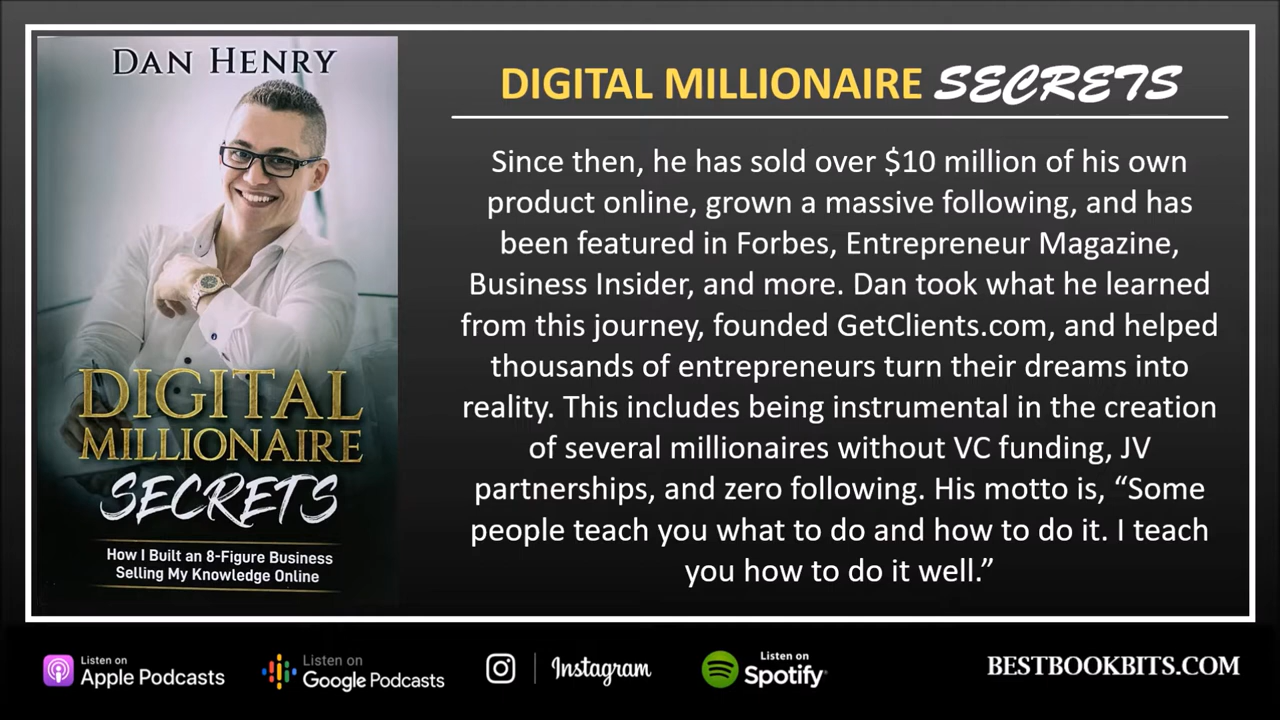 DAN HENRY
DIGITAL
MILLIONAIRE
SECRETS
How I Built an 8-Figure Business
Selling My Knowledge Online
DIGITAL MILLIONAIRE SECRETS
Since then, he has sold over $10 million of his own
product online, grown a massive following, and has
been featured in Forbes, Entrepreneur Magazine,
Business Insider, and more. Dan took what he learned
from this journey, founded GetClients.com, and helped
thousands of entrepreneurs turn their dreams into
reality. This includes being instrumental in the creation
of several millionaires without VC funding, JV
partnerships, and zero following. His motto is, “Some
people teach you what to do and how to do it. I teach
you how to do it well.”
Listen on
Apple Podcasts
Listen on
Google Podcasts
Instagram
Listen on
Spotify
BESTBOOKBITS.COM